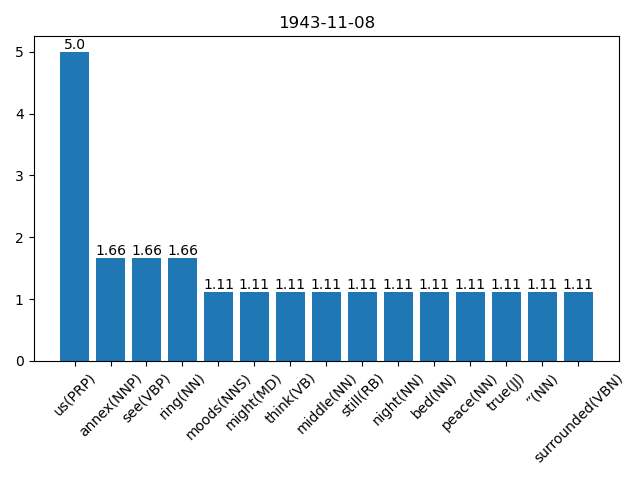 1943-11-08
5
4
3
2
1
0
5.0
1.66
1.66
1.66
1.11
1.11
1.11
1.11
1.11
1.11
1.11
1.11
1.11
1.11
1.11
us(PRP)
annex(NNP)
see(VBP)
ring(NN)
moods(NNS)
might(MD)
think(VB)
middle(NN)
still(RB)
night(NN)
bed(NN)
peace(NN)
true(JJ)
“(NN)
surrounded(VBN)